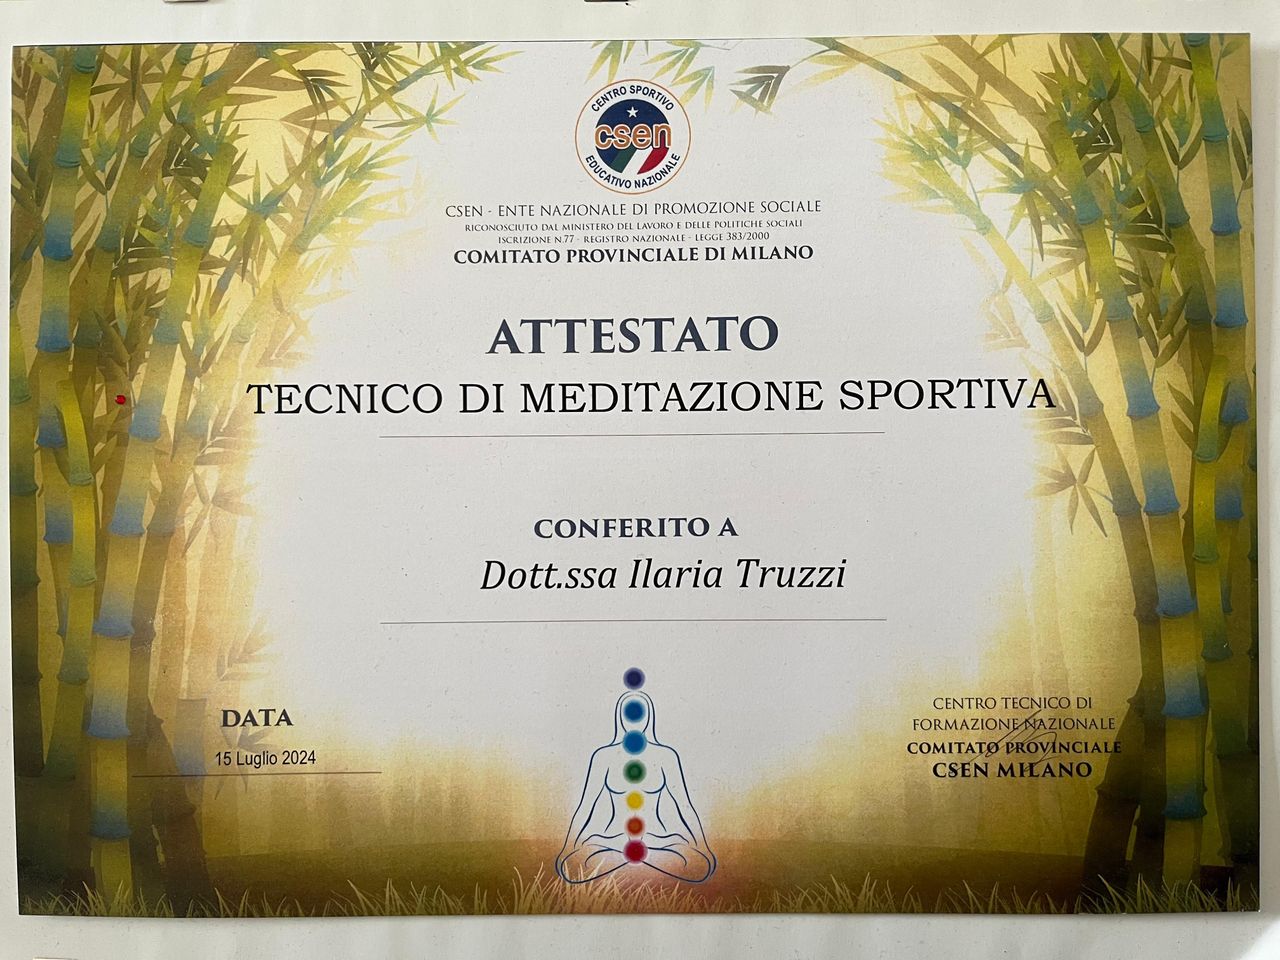 CENTRO SPORTIVO
csen
EDUCATIVO NAZIONALE
CSEN - ENTE NAZIONALE DI PROMOZIONE SOCIALE
RICONOSCIUTO DAL MINISTERO DEL LAVORO E DELLE POLITICHE SOCIALI
ISCRIZIONE N.77 - REGISTRO NAZIONALE - LEGGE 383/2000
COMITATO PROVINCIALE DI MILANO
ATTESTATO
TECNICO DI MEDITAZIONE SPORTIVA
CONFERITO A
Dott.ssa Ilaria Truzzi
DATA
15 Luglio 2024
CENTRO TECNICO DI
FORMAZIONE NAZIONALE
COMITATO PROVINCIALE
CSEN MILANO